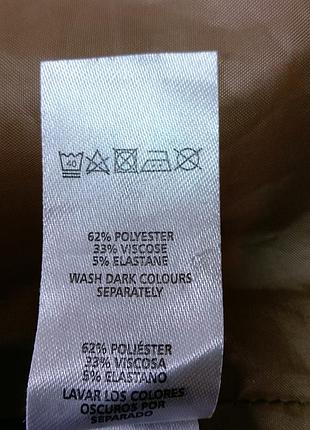 40
62% POLYESTER
33% VISCOSE
5% ELASTANE
WASH DARK COLOURS
SEPARATELY
62% POLIÉSTER
33% VISCOSA
5% ELASTANO
LAVAR LOS COLORES
OSCUROS POR
SEPARADO